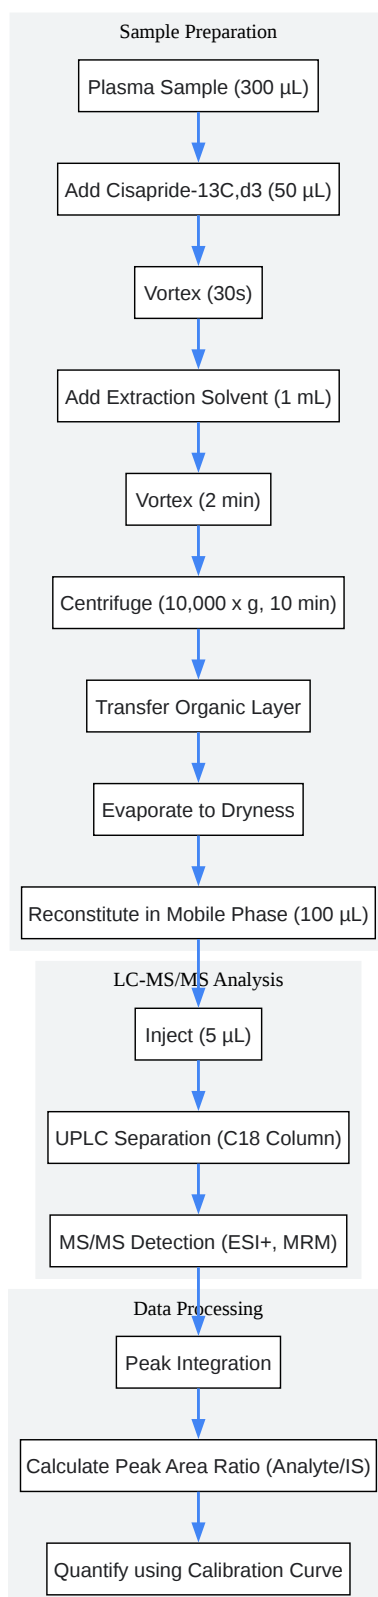 Sample Preparation
Plasma Sample (300 µL)
Add Cisapride-13C,d3 (50 µL)
Vortex (30s)
Add Extraction Solvent (1 mL)
Vortex (2 min)
Centrifuge (10,000 x g, 10 min)
Transfer Organic Layer
Evaporate to Dryness
Reconstitute in Mobile Phase (100 µL)
LC-MS/MS Analysis
Inject (5 µL)
UPLC Separation (C18 Column)
MS/MS Detection (ESI+, MRM)
Data Processing
Peak Integration
Calculate Peak Area Ratio (Analyte/IS)
Quantify using Calibration Curve